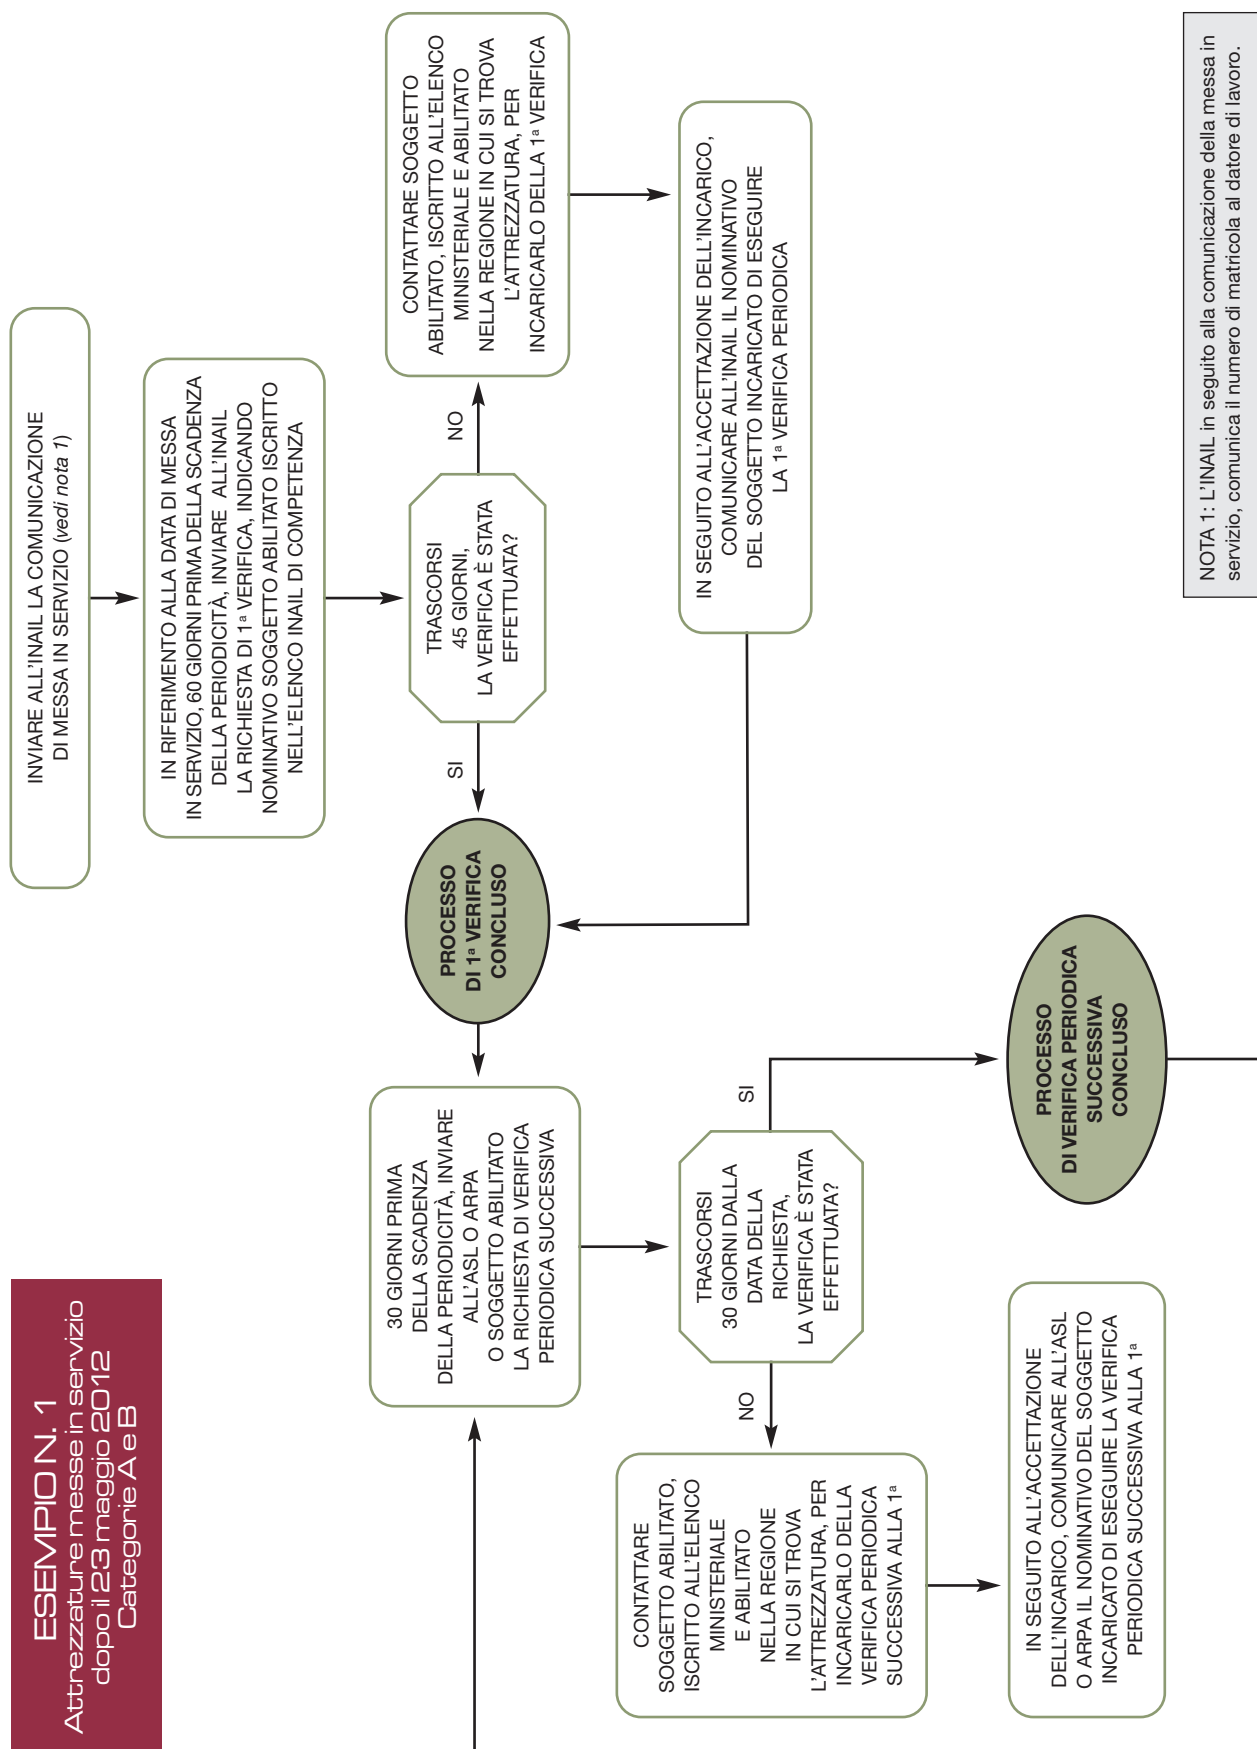 ESEMPIO N. 1
Attrezzature messe in servizio
dopo il 23 maggio 2012
Categorie A e B
INVIARE ALL'INAIL LA COMUNICAZIONE
DI MESSA IN SERVIZIO (vedi nota 1)
IN RIFERIMENTO ALLA DATA DI MESSA
IN SERVIZIO, 60 GIORNI PRIMA DELLA SCADENZA
DELLA PERIODICITÀ, INVIARE ALL'INAIL
LA RICHIESTA DI 1ª VERIFICA, INDICANDO
NOMINATIVO SOGGETTO ABILITATO ISCRITTO
NELL'ELENCO INAIL DI COMPETENZA
TRASCORSI
45 GIORNI,
LA VERIFICA È STATA
EFFETTUATA?
NO
SI
CONTATTARE SOGGETTO
ABILITATO, ISCRITTO ALL'ELENCO
MINISTERIALE E ABILITATO
NELLA REGIONE IN CUI SI TROVA
L'ATTREZZATURA, PER
INCARICARLO DELLA 1ª VERIFICA
IN SEGUITO ALL'ACCETTAZIONE DELL'INCARICO,
COMUNICARE ALL'INAIL IL NOMINATIVO
DEL SOGGETTO INCARICATO DI ESEGUIRE
LA 1ª VERIFICA PERIODICA
PROCESSO
DI 1ª VERIFICA
CONCLUSO
30 GIORNI PRIMA
DELLA SCADENZA
DELLA PERIODICITÀ, INVIARE
ALL'ASL O ARPA
O SOGGETTO ABILITATO
LA RICHIESTA DI VERIFICA
PERIODICA SUCCESSIVA
TRASCORSI
30 GIORNI DALLA
DATA DELLA
RICHIESTA,
LA VERIFICA È STATA
EFFETTUATA?
SI
NO
PROCESSO
DI VERIFICA PERIODICA
SUCCESSIVA
CONCLUSO
CONTATTARE
SOGGETTO ABILITATO,
ISCRITTO ALL'ELENCO
MINISTERIALE
E ABILITATO
NELLA REGIONE
IN CUI SI TROVA
L'ATTREZZATURA, PER
INCARICARLO DELLA
VERIFICA PERIODICA
SUCCESSIVA ALLA 1ª
IN SEGUITO ALL'ACCETTAZIONE
DELL'INCARICO, COMUNICARE ALL'ASL
O ARPA IL NOMINATIVO DEL SOGGETTO
INCARICATO DI ESEGUIRE LA VERIFICA
PERIODICA SUCCESSIVA ALLA 1ª
NOTA 1: L'INAIL in seguito alla comunicazione della messa in
servizio, comunica il numero di matricola al datore di lavoro.